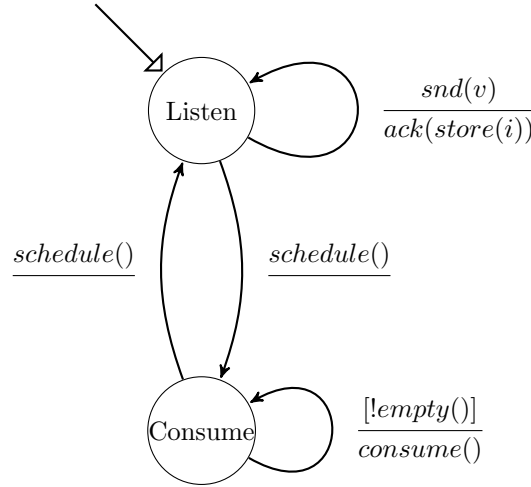 Listen
snd(v)
ack(store(i))
schedule()
schedule()
Consume
[!empty()]
consume()